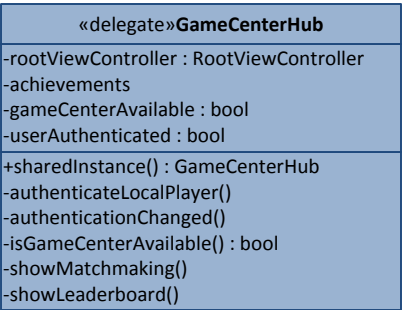 «delegate»GameCenterHub
-rootViewController : RootViewController
-achievements
-gameCenterAvailable : bool
-userAuthenticated : bool
+sharedInstance() : GameCenterHub
-authenticateLocalPlayer()
-authenticationChanged()
-isGameCenterAvailable() : bool
-showMatchmaking()
-showLeaderboard()